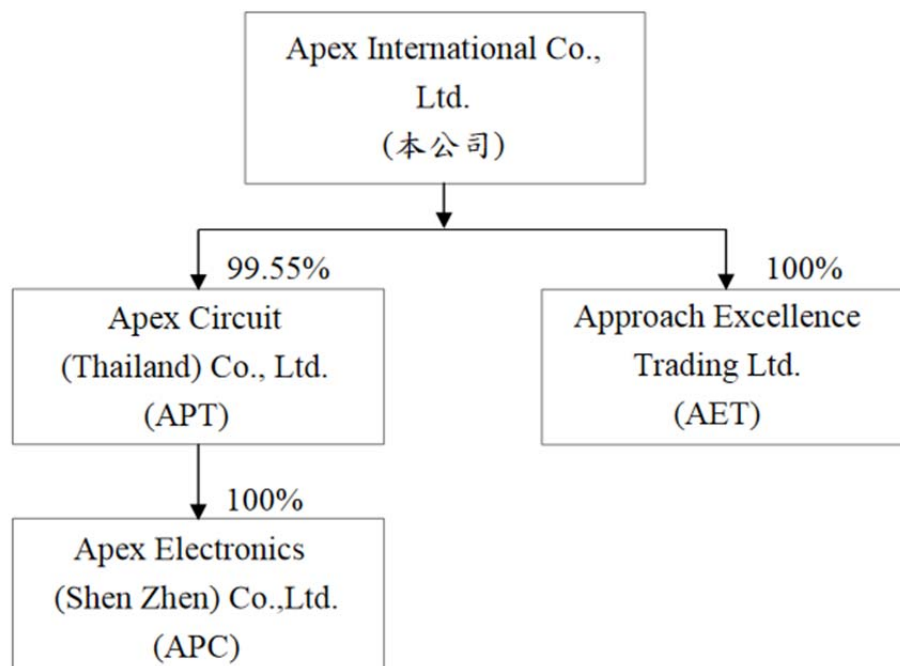 Apex International Co.,
Ltd.
(本公司)
99.55%
100%
Apex Circuit
(Thailand) Co., Ltd.
(APT)
Approach Excellence
Trading Ltd.
(AET)
100%
Apex Electronics
(Shen Zhen) Co.,Ltd.
(APC)